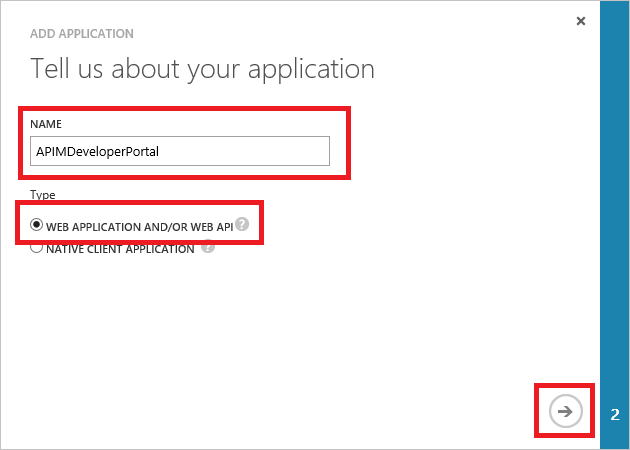 ADD APPLICATION
Tell us about your application
NAME
APIMDeveloperPortal
Type
WEB APPLICATION AND/OR WEB API ?
NATIVE CLIENT APPLICATION ?
2